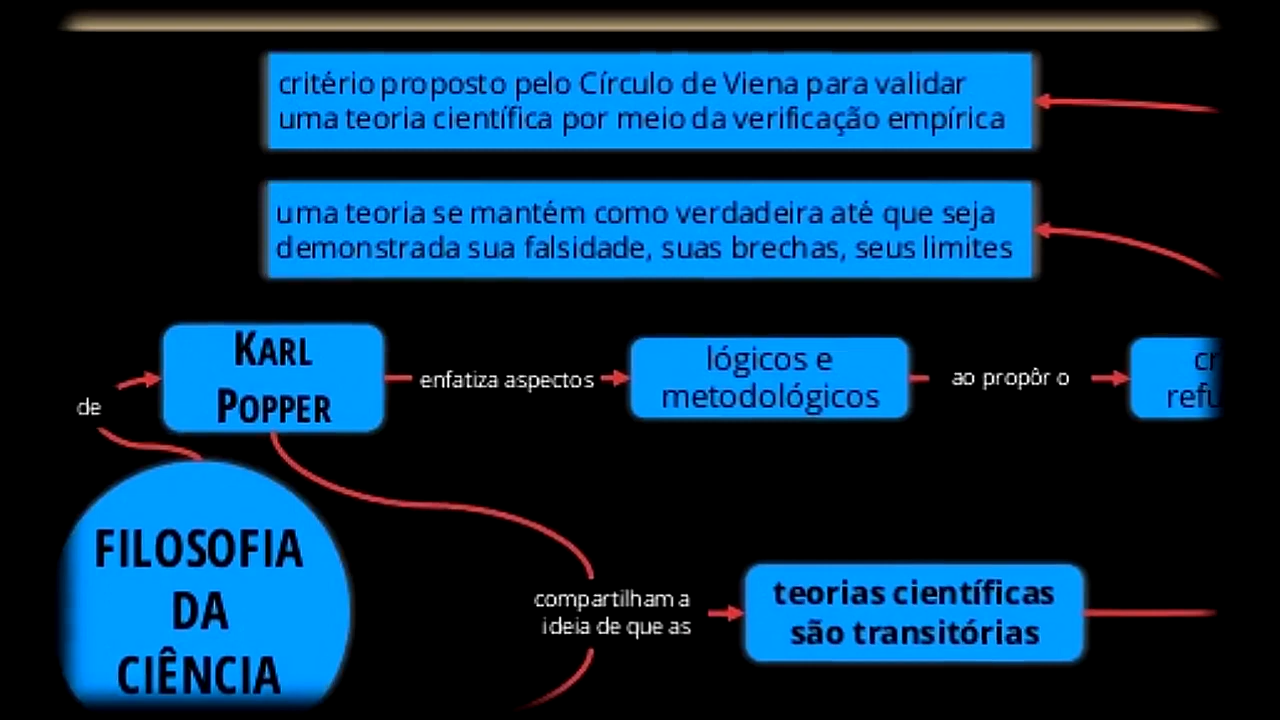 critério proposto pelo Círculo de Viena para validar
uma teoria científica por meio da verificação empírica
uma teoria se mantém como verdadeira até que seja
demonstrada sua falsidade, suas brechas, seus limites
de
KARL
POPPER
enfatiza aspectos
lógicos e
metodológicos
ao propôr o
FILOSOFIA
DA
CIÊNCIA
compartilham a
ideia de que as
teorias científicas
são transitórias